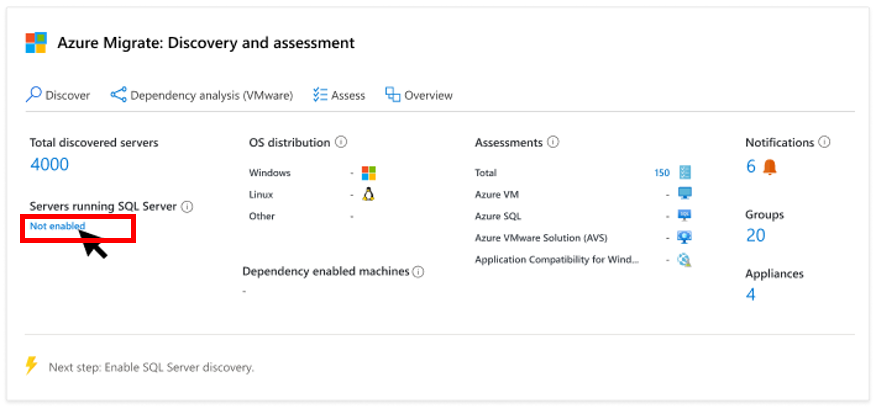 Azure Migrate: Discovery and assessment
Discover
Dependency analysis (VMware)
Assess
Overview
Total discovered servers
4000
Servers running SQL Server
Not enabled
OS distribution
Windows -
Linux -
Other -
Dependency enabled machines
-
Assessments
Total 150
Azure VM -
Azure SQL -
Azure VMware Solution (AVS) -
Application Compatibility for Wind... -
Notifications
6
Groups
20
Appliances
4
Next step: Enable SQL Server discovery.